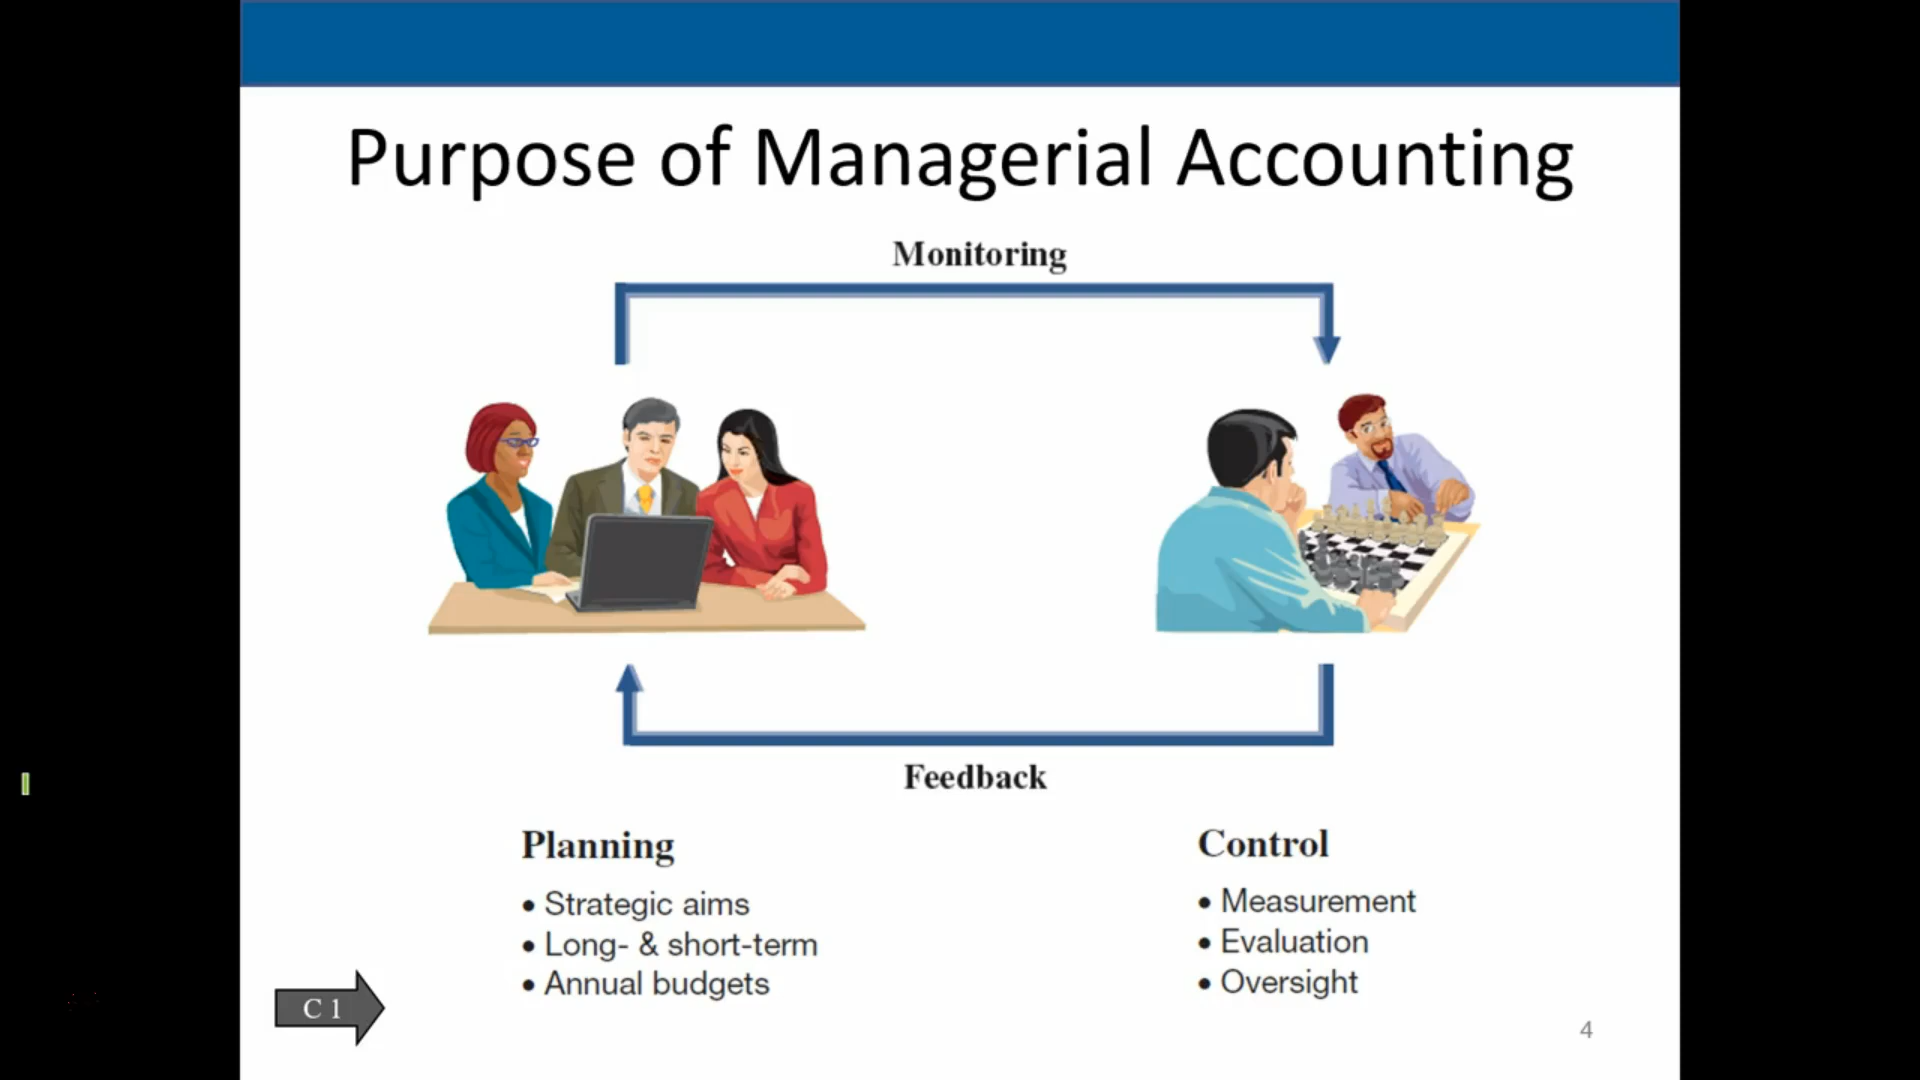 Purpose of Managerial Accounting
Monitoring
Feedback
Planning
• Strategic aims
• Long- & short-term
• Annual budgets
Control
• Measurement
• Evaluation
• Oversight
C 1
4